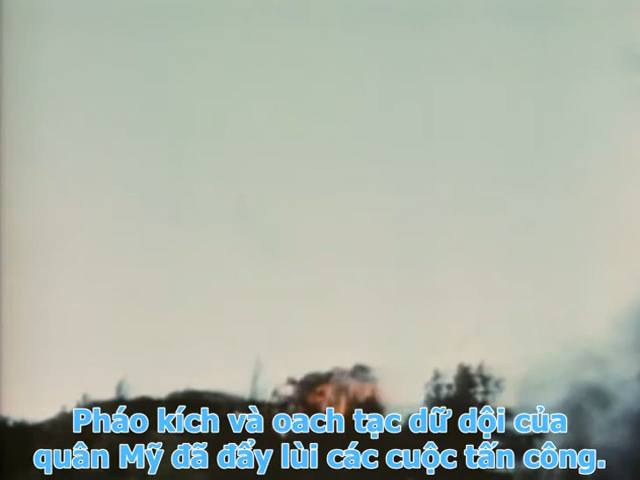 Pháo kích và oach tạc dữ dội của
quân Mỹ đã đẩy lùi các cuộc tấn công.